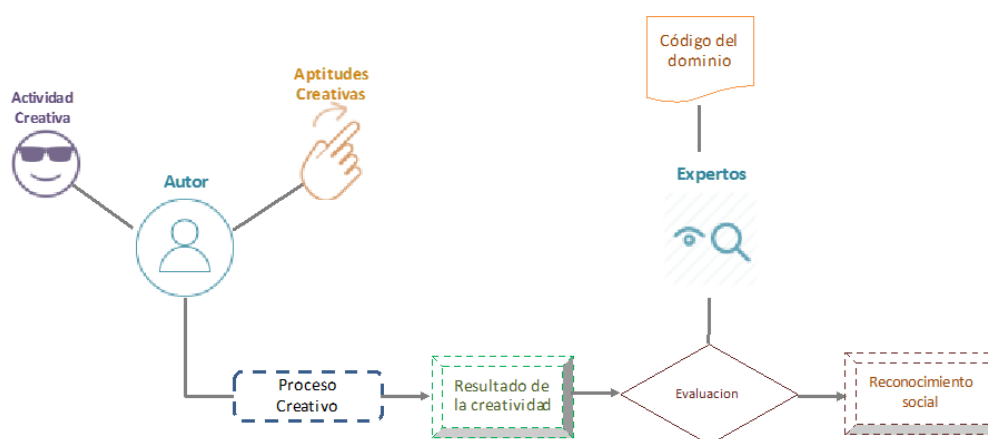 Código del
dominio
Aptitudes
Creativas
Actividad
Creativa
Autor
Expertos
Proceso
Creativo
Resultado de
la creatividad
Evaluacion
Reconocimiento
social